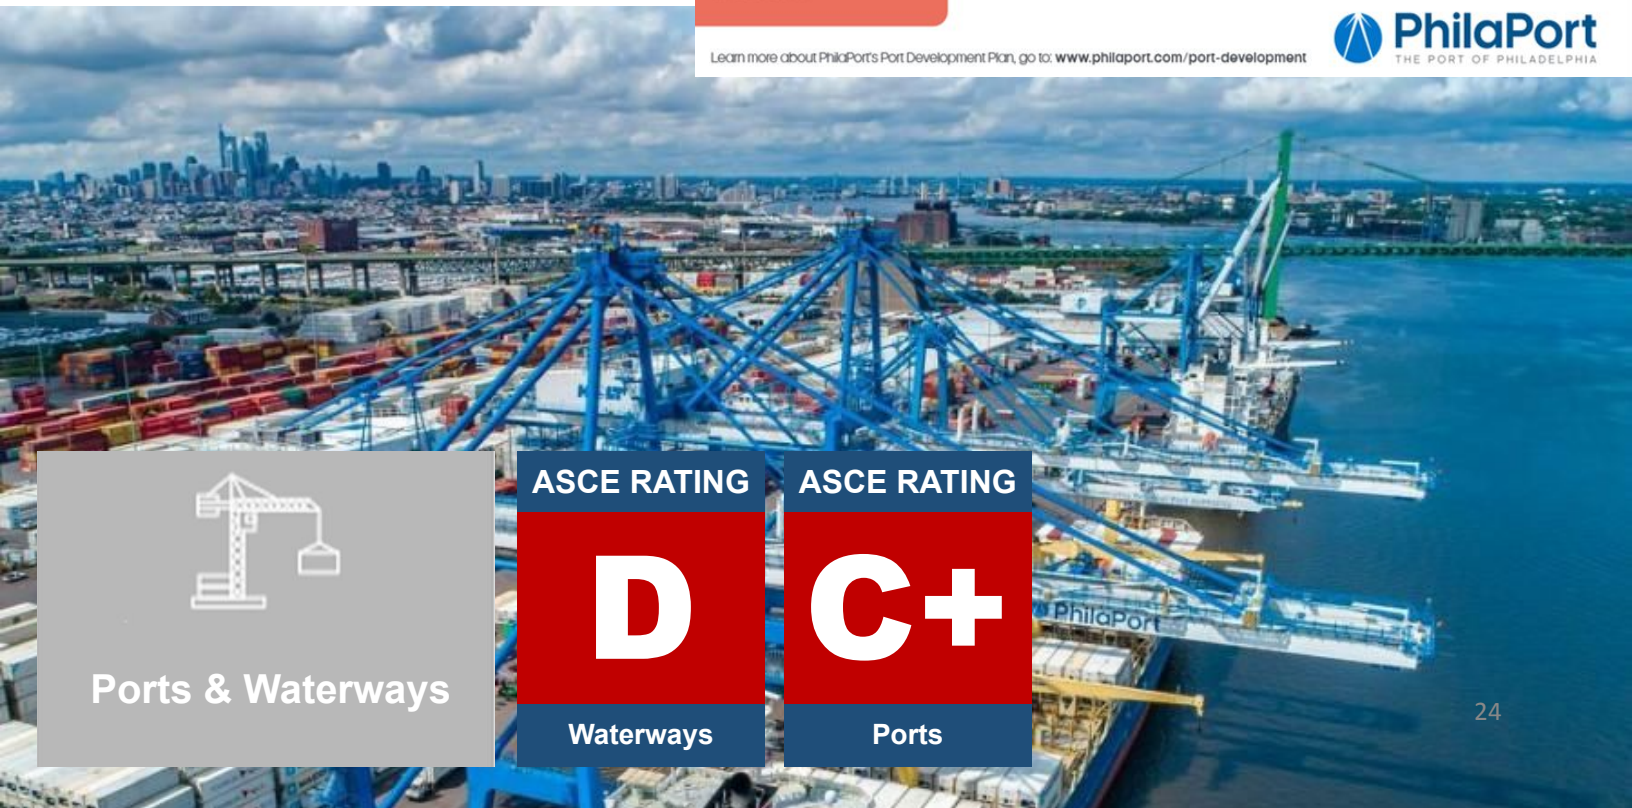 Learn more about PhilaPort's Port Development Plan, go to: www.philaport.com/port-development
PhilaPort
THE PORT OF PHILADELPHIA
ASCE RATING
D
Waterways
ASCE RATING
C+
Ports
Ports & Waterways
PhilaPort
24